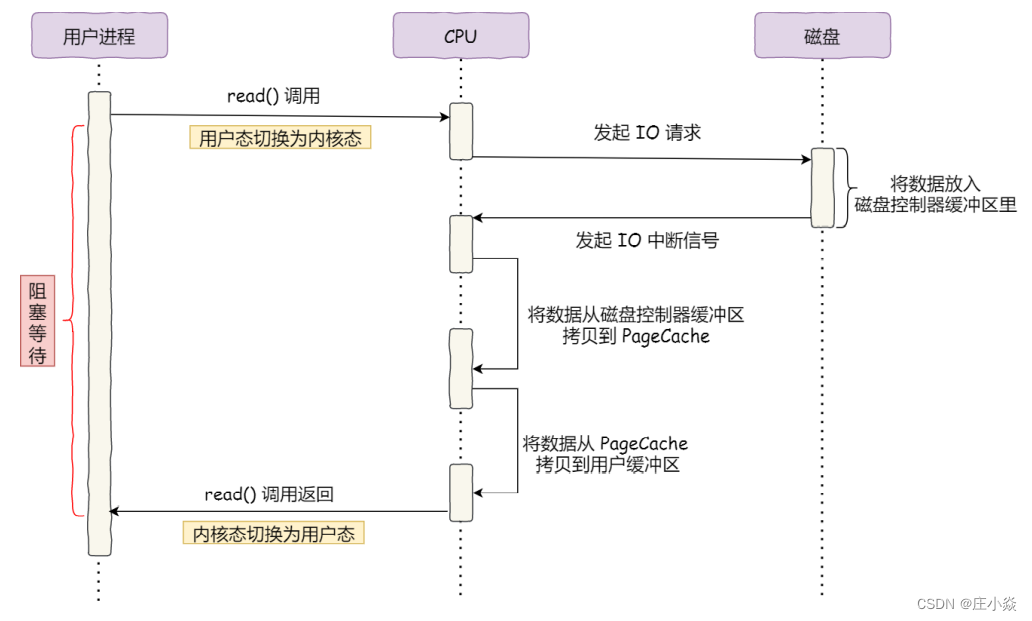 用户进程
CPU
磁盘
read() 调用
用户态切换为内核态
发起 IO 请求
将数据放入
磁盘控制器缓冲区里
发起 IO 中断信号
阻塞等待
将数据从磁盘控制器缓冲区
拷贝到 PageCache
将数据从 PageCache
拷贝到用户缓冲区
read() 调用返回
内核态切换为用户态
CSDN @庄小焱